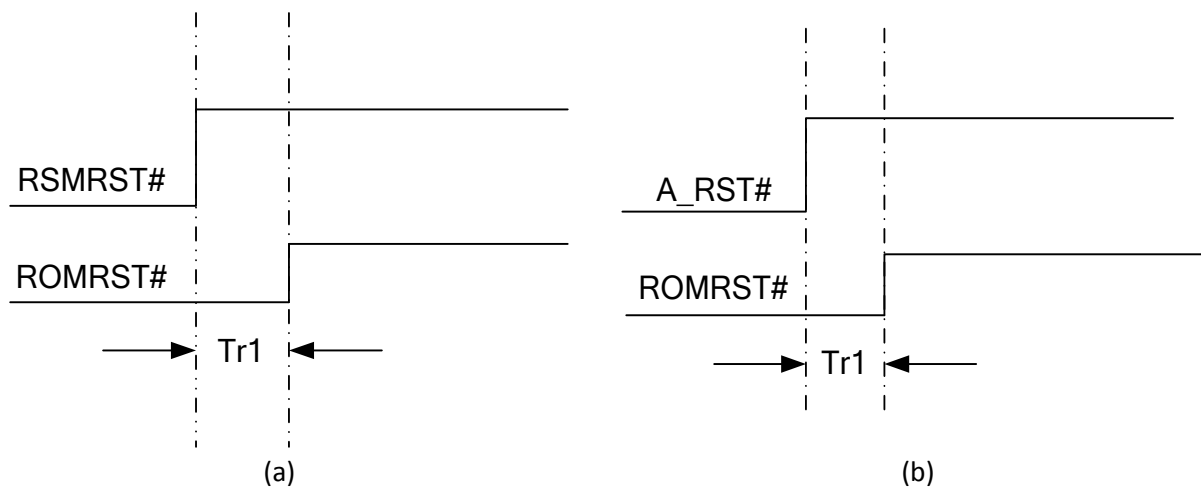 RSMRST#
ROMRST#
Tr1
(a)
A_RST#
ROMRST#
Tr1
(b)